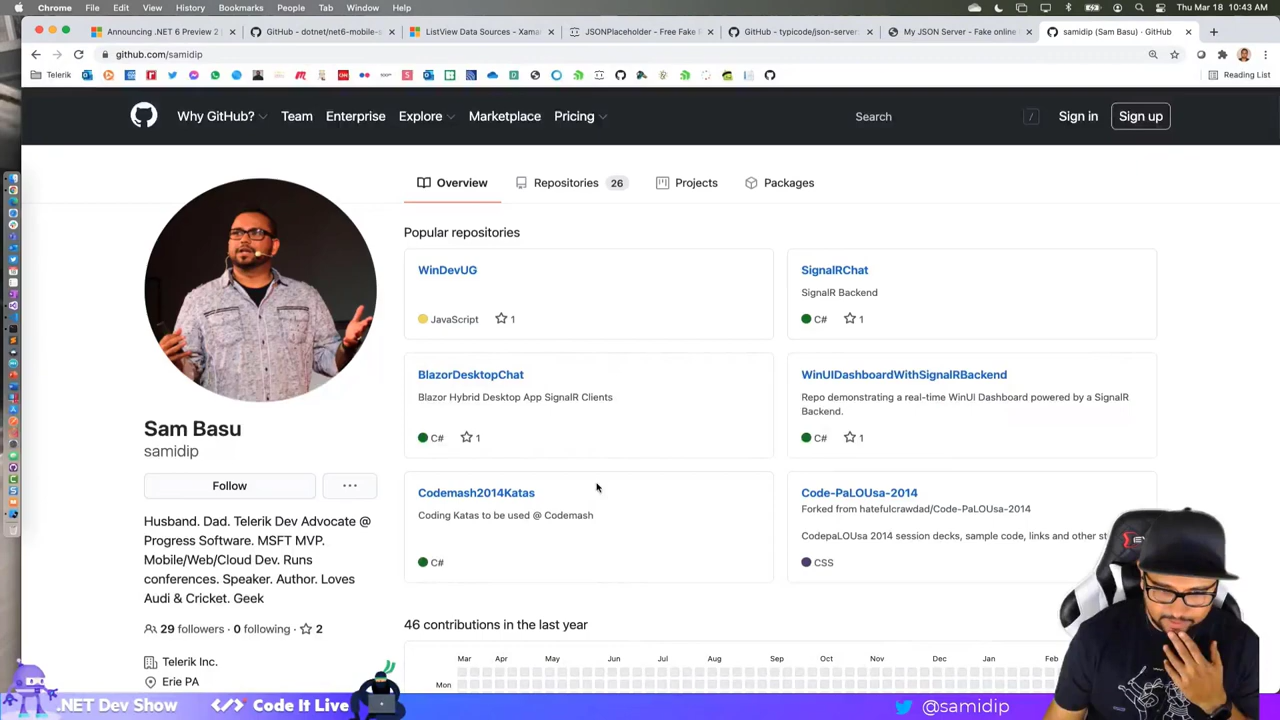 Chrome File Edit View History Bookmarks People Tab Window Help
Thu Mar 18 10:43 AM
Announcing .NET 6 Preview 2
GitHub - dotnet/net6-mobile-s
ListView Data Sources - Xamar
JSONPlaceholder - Free Fake R
GitHub - typicode/json-server
My JSON Server - Fake online
samidip (Sam Basu) · GitHub
github.com/samidip
Telerik
Reading List
Why GitHub? Team Enterprise Explore Marketplace Pricing
Search /
Sign in Sign up
Overview Repositories 26 Projects Packages
Popular repositories
WinDevUG
JavaScript 1
SignalRChat
SignalR Backend
C# 1
BlazorDesktopChat
Blazor Hybrid Desktop App SignalR Clients
C# 1
WinUIDashboardWithSignalRBackend
Repo demonstrating a real-time WinUI Dashboard powered by a SignalR
Backend.
C# 1
Codemash2014Katas
Coding Katas to be used @ Codemash
C#
Code-PaLOUsa-2014
Forked from hatefulcrawdad/Code-PaLOUsa-2014
CodepaLOUsa 2014 session decks, sample code, links and other st
CSS
Sam Basu
samidip
Follow ...
Husband. Dad. Telerik Dev Advocate @
Progress Software. MSFT MVP.
Mobile/Web/Cloud Dev. Runs
conferences. Speaker. Author. Loves
Audi & Cricket. Geek
29 followers · 0 following · 2
Telerik Inc.
Erie PA
46 contributions in the last year
Mar Apr May Jun Jul Aug Sep Oct Nov Dec Jan Feb
Mon
.NET Dev Show </> Code It Live
@samidip